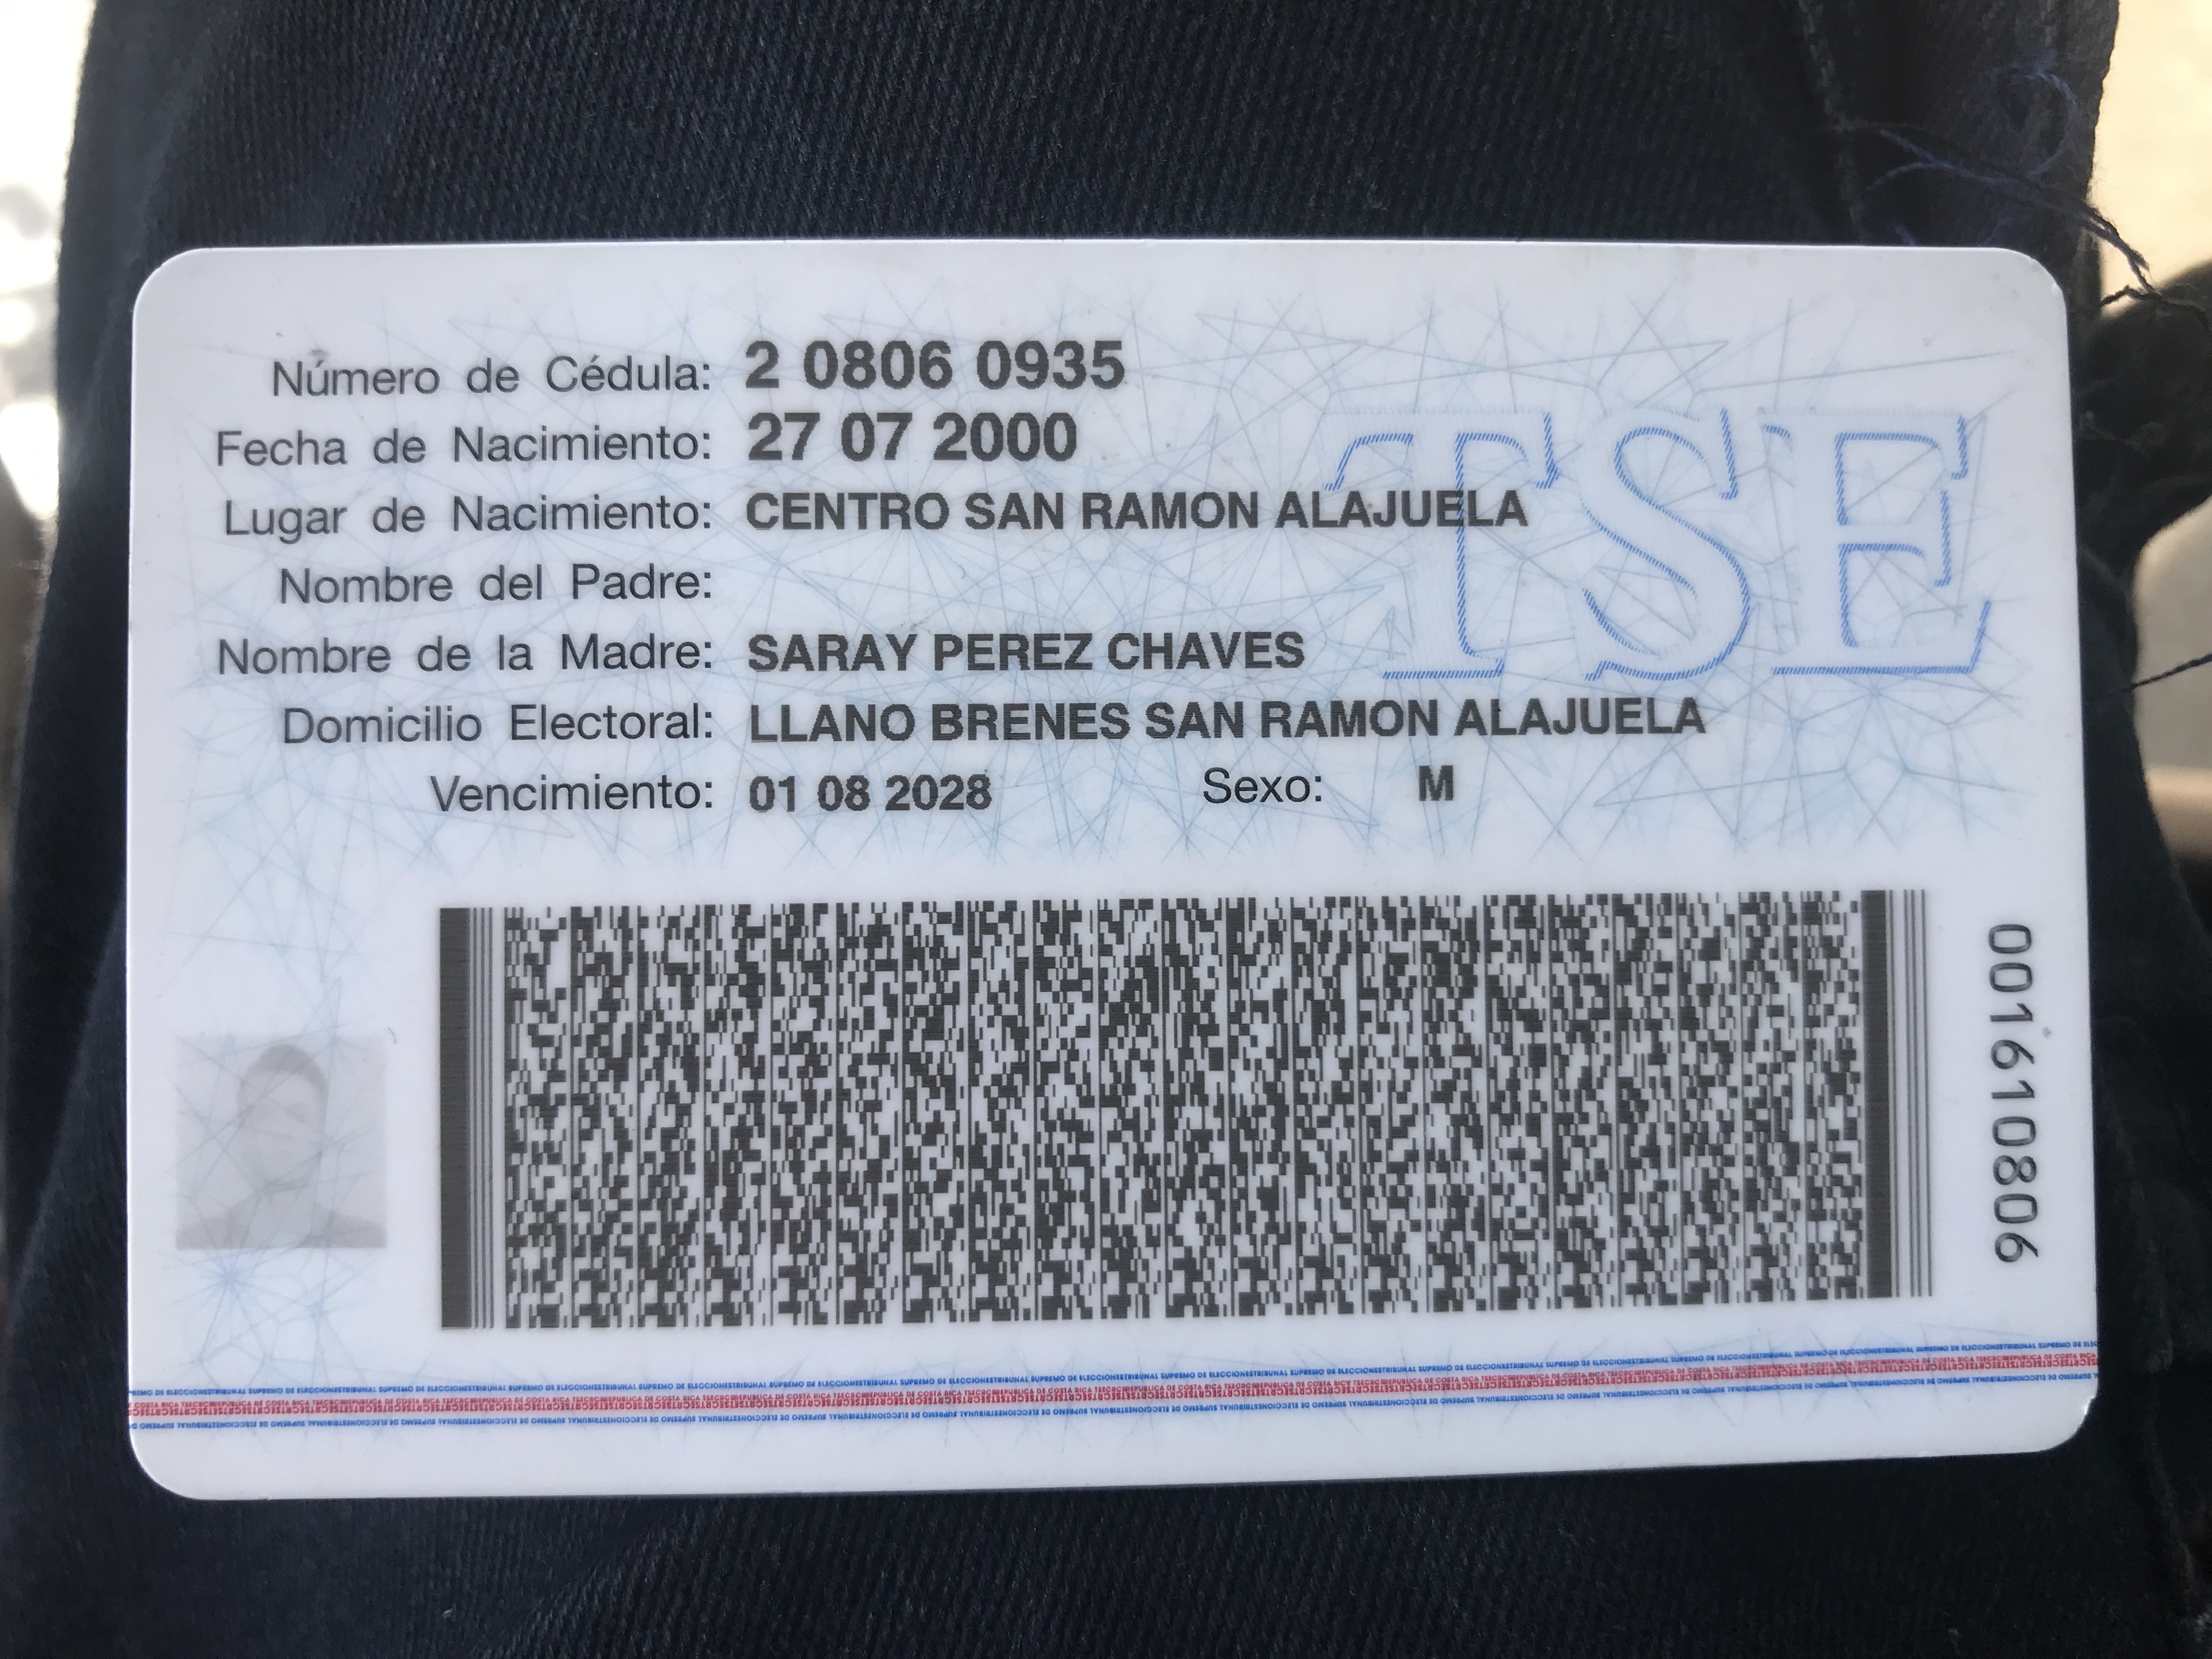 Número de Cédula: 2 0806 0935
Fecha de Nacimiento: 27 07 2000
Lugar de Nacimiento: CENTRO SAN RAMON ALAJUELA
Nombre del Padre:
Nombre de la Madre: SARAY PEREZ CHAVES
Domicilio Electoral: LLANO BRENES SAN RAMON ALAJUELA
Vencimiento: 01 08 2028 Sexo: M
TSE
001610806